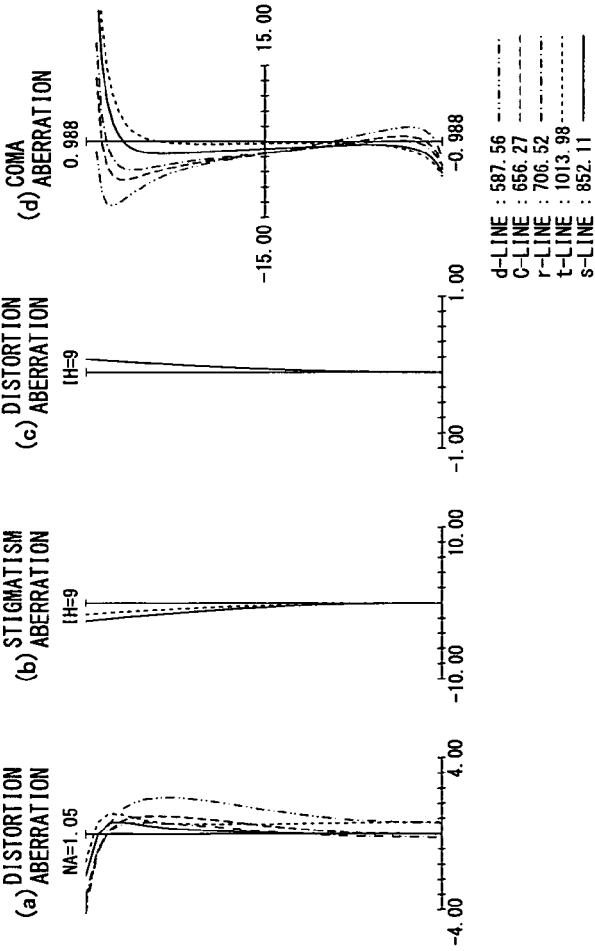 (a) DISTORTION
ABERRATION
NA=1.05
-4.00
4.00
(b) STIGMATISM
ABERRATION
IH=9
-10.00
10.00
(c) DISTORTION
ABERRATION
IH=9
-1.00
1.00
(d) COMA
ABERRATION
0.988
-15.00
15.00
-0.988
d-LINE : 587.56
C-LINE : 656.27
r-LINE : 706.52
t-LINE : 1013.98
s-LINE : 852.11